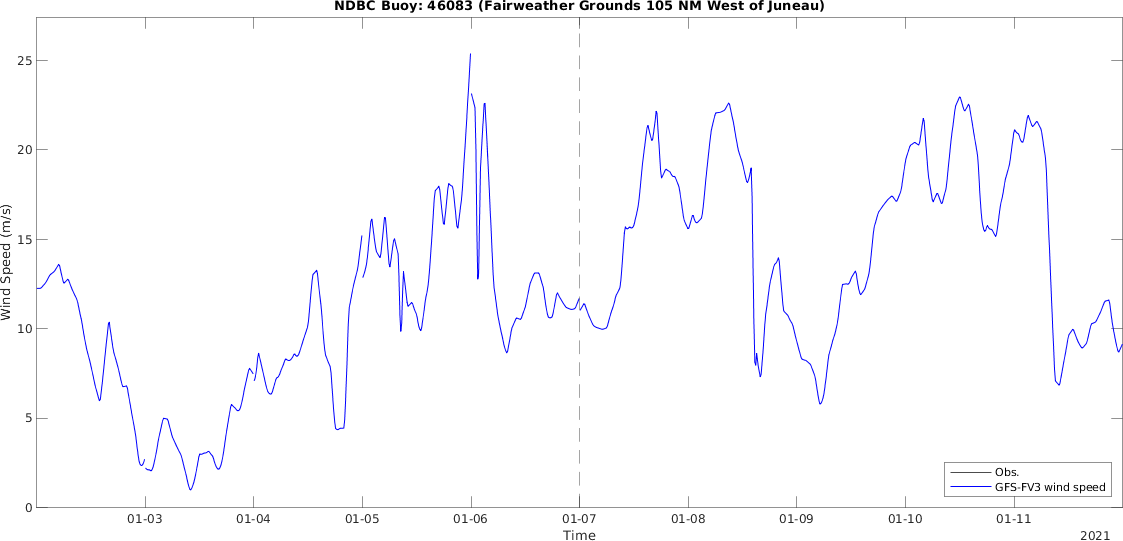 NDBC Buoy: 46083 (Fairweather Grounds 105 NM West of Juneau)
25
20
15
10
5
0
Wind Speed (m/s)
01-03 01-04 01-05 01-06 01-07 01-08 01-09 01-10 01-11
Time
2021
Obs.
GFS-FV3 wind speed